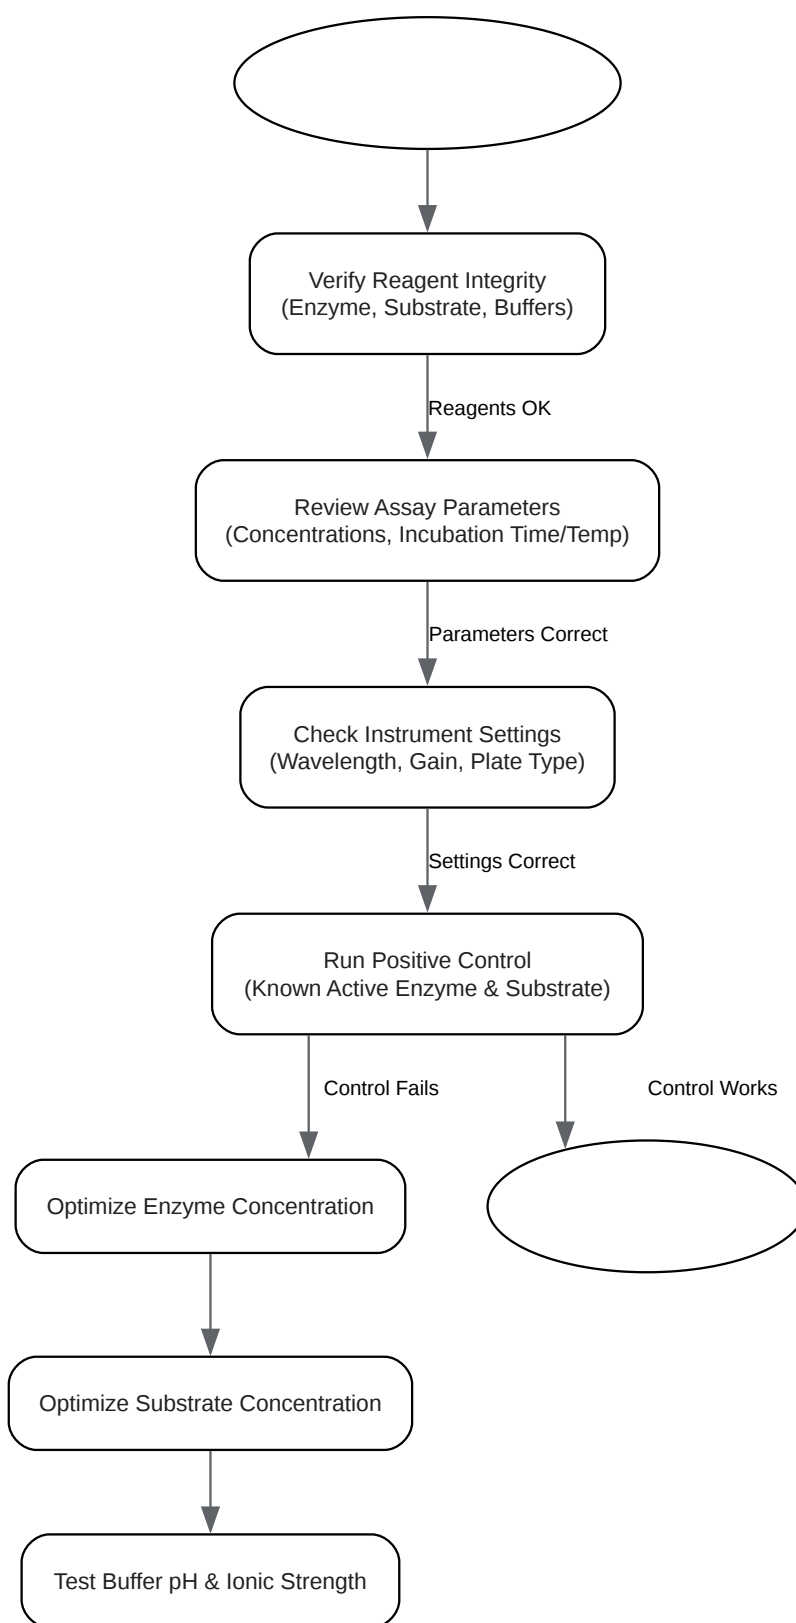 Verify Reagent Integrity
(Enzyme, Substrate, Buffers)
Reagents OK
Review Assay Parameters
(Concentrations, Incubation Time/Temp)
Parameters Correct
Check Instrument Settings
(Wavelength, Gain, Plate Type)
Settings Correct
Run Positive Control
(Known Active Enzyme & Substrate)
Control Fails
Control Works
Optimize Enzyme Concentration
Optimize Substrate Concentration
Test Buffer pH & Ionic Strength